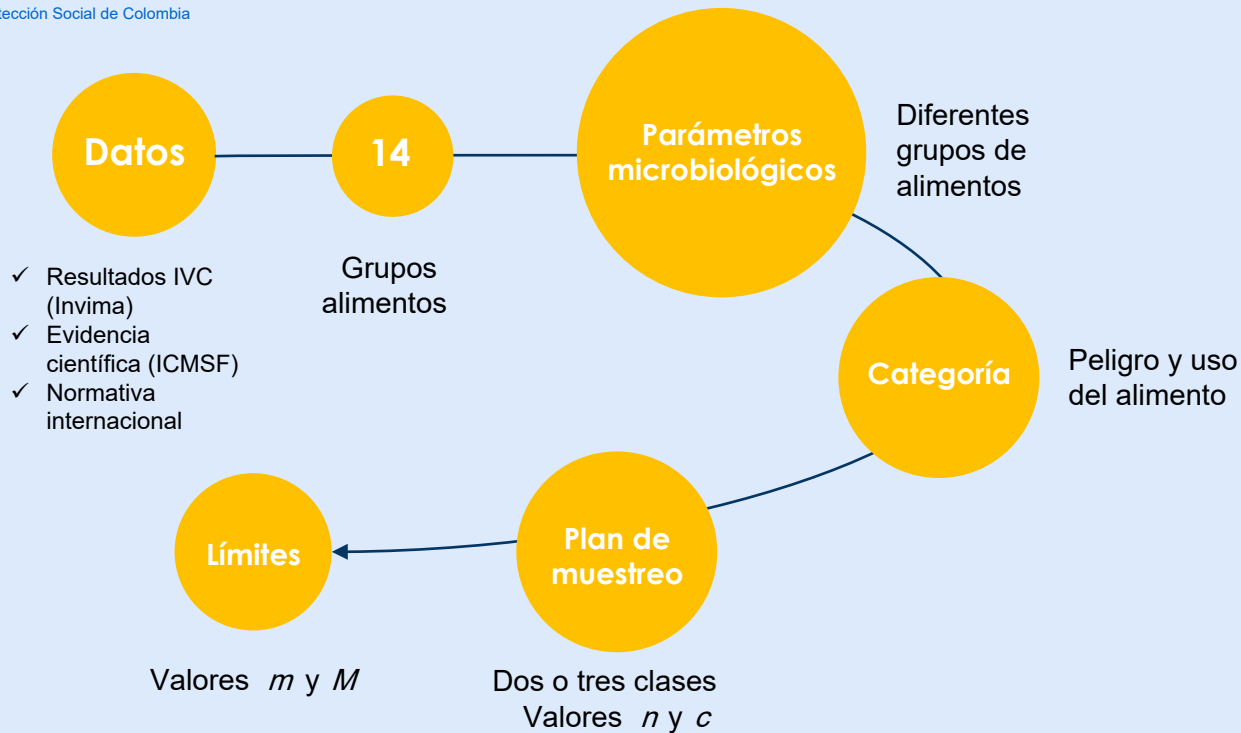 tección Social de Colombia
Datos
✓ Resultados IVC
(Invima)
✓ Evidencia
científica (ICMSF)
✓ Normativa
internacional
14
Grupos
alimentos
Parámetros
microbiológicos
Diferentes
grupos de
alimentos
Categoría
Peligro y uso
del alimento
Plan de
muestreo
Dos o tres clases
Valores n y c
Límites
Valores m y M